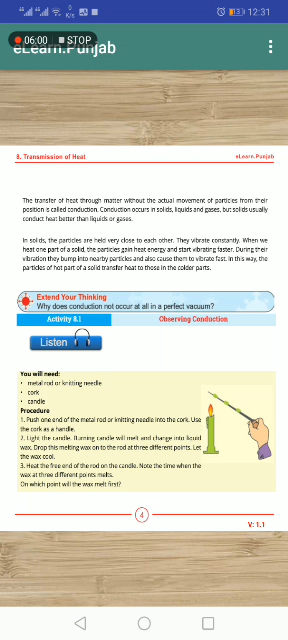 5
K/s
31
12:31
06:00
STOP
eLearn.Punjab
8. Transmission of Heat
eLearn.Punjab
The transfer of heat through matter without the actual movement of particles from their
position is called conduction. Conduction occurs in solids, liquids and gases, but solids usually
conduct heat better than liquids or gases.
In solids, the particles are held very close to each other. They vibrate constantly. When we
heat one part of a solid, the particles gain heat energy and start vibrating faster. During their
vibration they bump into nearby particles and also cause them to vibrate fast. In this way, the
particles of hot part of a solid transfer heat to those in the colder parts.
Extend Your Thinking
Why does conduction not occur at all in a perfect vacuum?
Activity 8.1
Observing Conduction
Listen
You will need:
• metal rod or knitting needle
• cork
• candle
Procedure
1. Push one end of the metal rod or knitting needle into the cork. Use
the cork as a handle.
2. Light the candle. Burning candle will melt and change into liquid
wax. Drop this melting wax on to the rod at three different points. Let
the wax cool.
3. Heat the free end of the rod on the candle. Note the time when the
wax at three different points melts.
On which point will the wax melt first?
4
V: 1.1